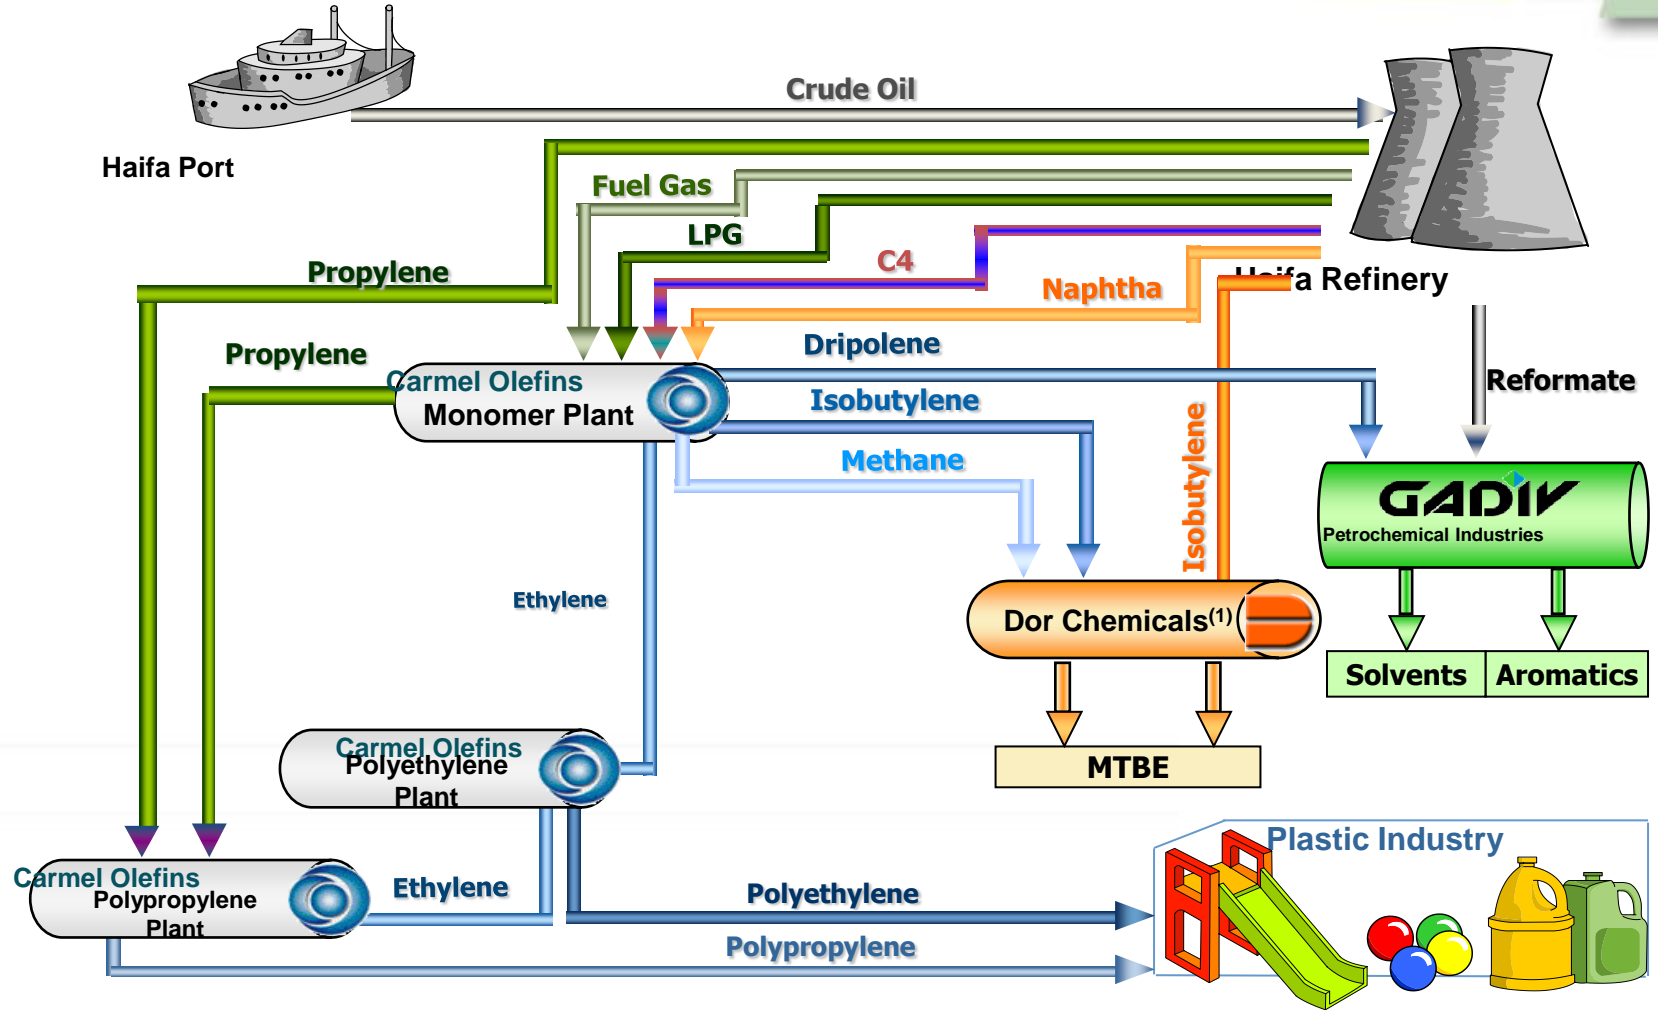 Crude Oil
Haifa Port
Fuel Gas
LPG
C4
Propylene
Naphtha
Haifa Refinery
Propylene
Dripolene
Carmel Olefins
Monomer Plant
Isobutylene
Reformate
Methane
Isobutylene
GADIV
Petrochemical Industries
Ethylene
Dor Chemicals(1)
Solvents
Aromatics
Carmel Olefins
Polyethylene
Plant
MTBE
Plastic Industry
Carmel Olefins
Polypropylene
Plant
Ethylene
Polyethylene
Polypropylene